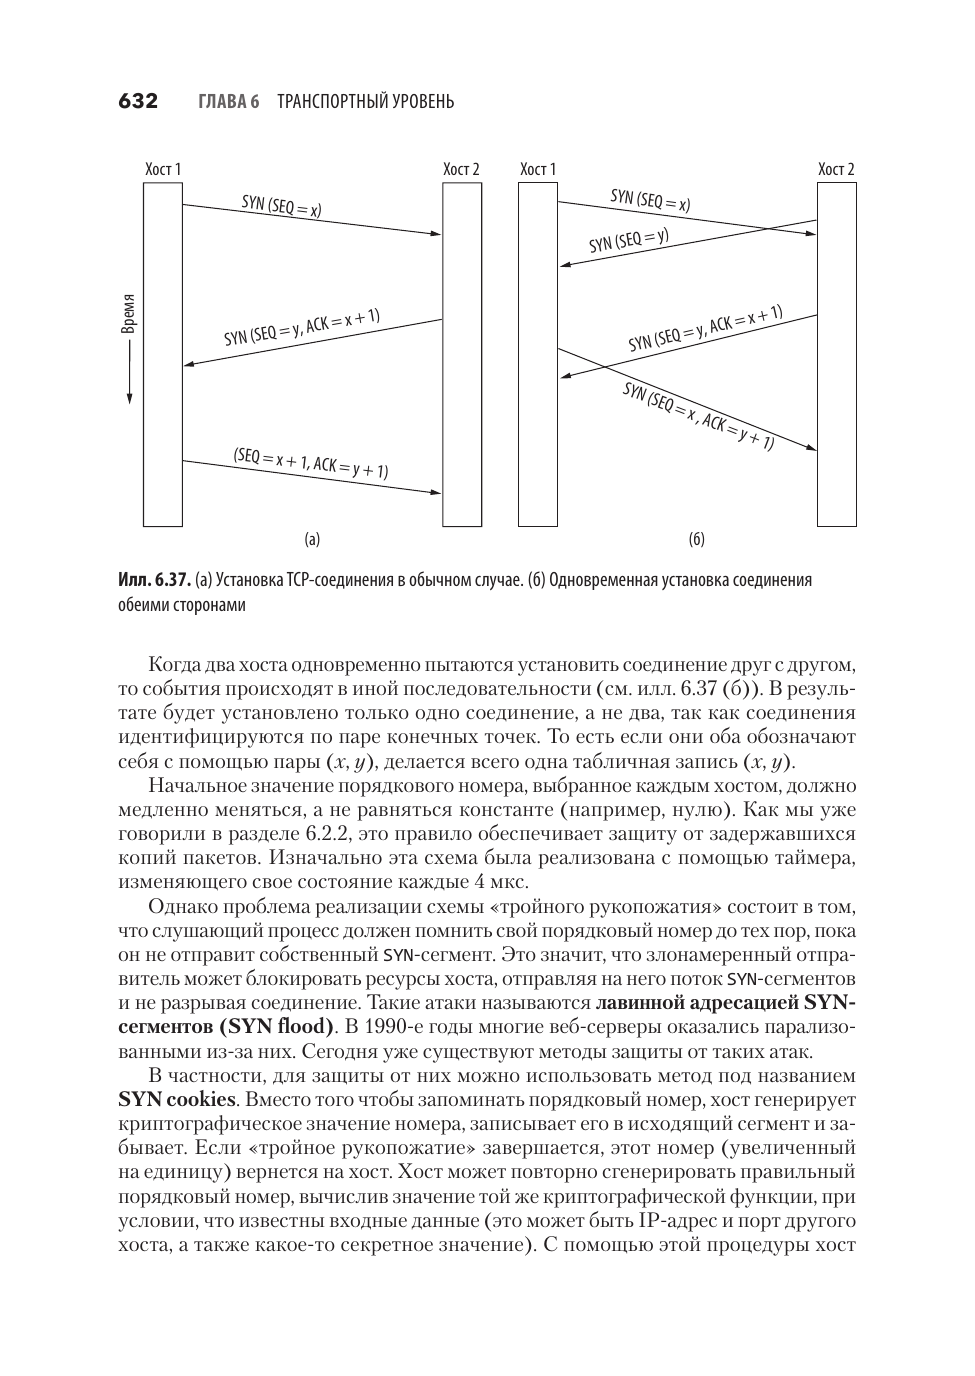 632 ГЛАВА 6 ТРАНСПОРТНЫЙ УРОВЕНЬ
Хост 1
Хост 2
SYN (SEQ = x)
SYN (SEQ = y, ACK = x + 1)
(SEQ = x + 1, ACK = y + 1)
Время
(а)
Хост 1
Хост 2
SYN (SEQ = x)
SYN (SEQ = y)
SYN (SEQ = y, ACK = x + 1)
SYN (SEQ = x , ACK = y + 1)
(б)
Илл. 6.37. (а) Установка TCP-соединения в обычном случае. (б) Одновременная установка соединения
обеими сторонами
Когда два хоста одновременно пытаются установить соединение друг с другом,
то события происходят в иной последовательности (см. илл. 6.37 (б)). В резуль-
тате будет установлено только одно соединение, а не два, так как соединения
идентифицируются по паре конечных точек. То есть если они оба обозначают
себя с помощью пары (x, y), делается всего одна табличная запись (x, y).
Начальное значение порядкового номера, выбранное каждым хостом, должно
медленно меняться, а не равняться константе (например, нулю). Как мы уже
говорили в разделе 6.2.2, это правило обеспечивает защиту от задержавшихся
копий пакетов. Изначально эта схема была реализована с помощью таймера,
изменяющего свое состояние каждые 4 мкс.
Однако проблема реализации схемы «тройного рукопожатия» состоит в том,
что слушающий процесс должен помнить свой порядковый номер до тех пор, пока
он не отправит собственный SYN-сегмент. Это значит, что злонамеренный отпра-
витель может блокировать ресурсы хоста, отправляя на него поток SYN-сегментов
и не разрывая соединение. Такие атаки называются лавинной адресацией SYN-
сегментов (SYN flood). В 1990-е годы многие веб-серверы оказались парализо-
ванными из-за них. Сегодня уже существуют методы защиты от таких атак.
В частности, для защиты от них можно использовать метод под названием
SYN cookies. Вместо того чтобы запоминать порядковый номер, хост генерирует
криптографическое значение номера, записывает его в исходящий сегмент и за-
бывает. Если «тройное рукопожатие» завершается, этот номер (увеличенный
на единицу) вернется на хост. Хост может повторно сгенерировать правильный
порядковый номер, вычислив значение той же криптографической функции, при
условии, что известны входные данные (это может быть IP-адрес и порт другого
хоста, а также какое-то секретное значение). С помощью этой процедуры хост